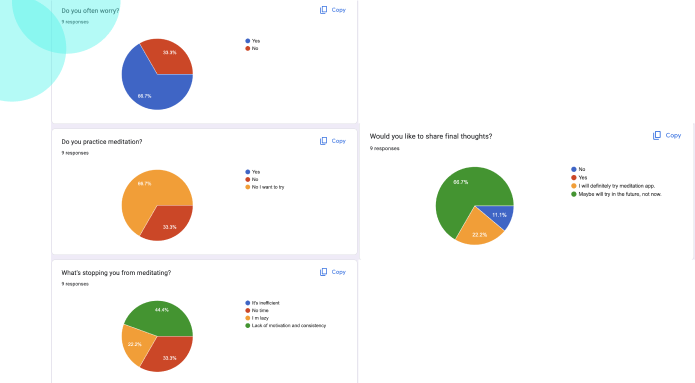 Do you often worry?
Copy
9 responses
Yes
No
33.3%
66.7%
Do you practice meditation?
Copy
9 responses
Yes
No
No I want to try
66.7%
33.3%
What's stopping you from meditating?
Copy
9 responses
It's inefficient
No time
I m lazy
Lack of motivation and consistency
44.4%
22.2%
33.3%
Would you like to share final thoughts?
Copy
9 responses
No
Yes
I will definitely try meditation app.
Maybe will try in the future, not now.
66.7%
11.1%
22.2%